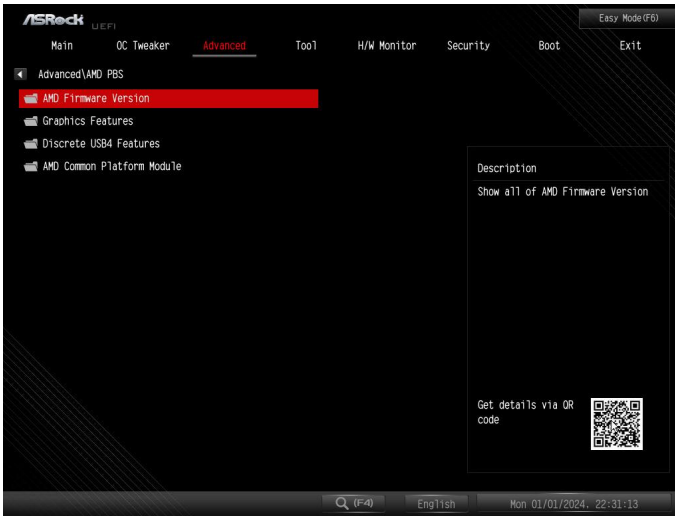 ASRock UEFI
Easy Mode(F6)
Main OC Tweaker Advanced Tool H/W Monitor Security Boot Exit
Advanced\AMD PBS
AMD Firmware Version
Graphics Features
Discrete USB4 Features
AMD Common Platform Module
Description
Show all of AMD Firmware Version
Get details via QR
code
(F4) English Mon 01/01/2024, 22:31:13